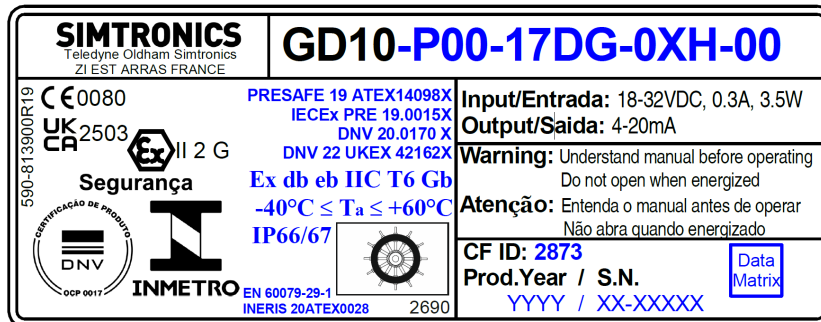 SIMTRONICS
Teledyne Oldham Simtronics
ZI EST ARRAS FRANCE
GD10-P00-17DG-0XH-00
590-813900R19
CE0080
UK
CA 2503
Ex II 2 G
Segurança
CERTIFICAÇÃO DE PRODUTO
DNV
OCP 0017
INMETRO
PRESAFE 19 ATEX14098X
IECEx PRE 19.0015X
DNV 20.0170 X
DNV 22 UKEX 42162X
Ex db eb IIC T6 Gb
-40°C ≤ Ta ≤ +60°C
IP66/67
EN 60079-29-1
INERIS 20ATEX0028
2690
Input/Entrada: 18-32VDC, 0.3A, 3.5W
Output/Saida: 4-20mA
Warning: Understand manual before operating
Do not open when energized
Atenção: Entenda o manual antes de operar
Não abra quando energizado
CF ID: 2873
Prod.Year / S.N.
YYYY / XX-XXXXX
Data
Matrix